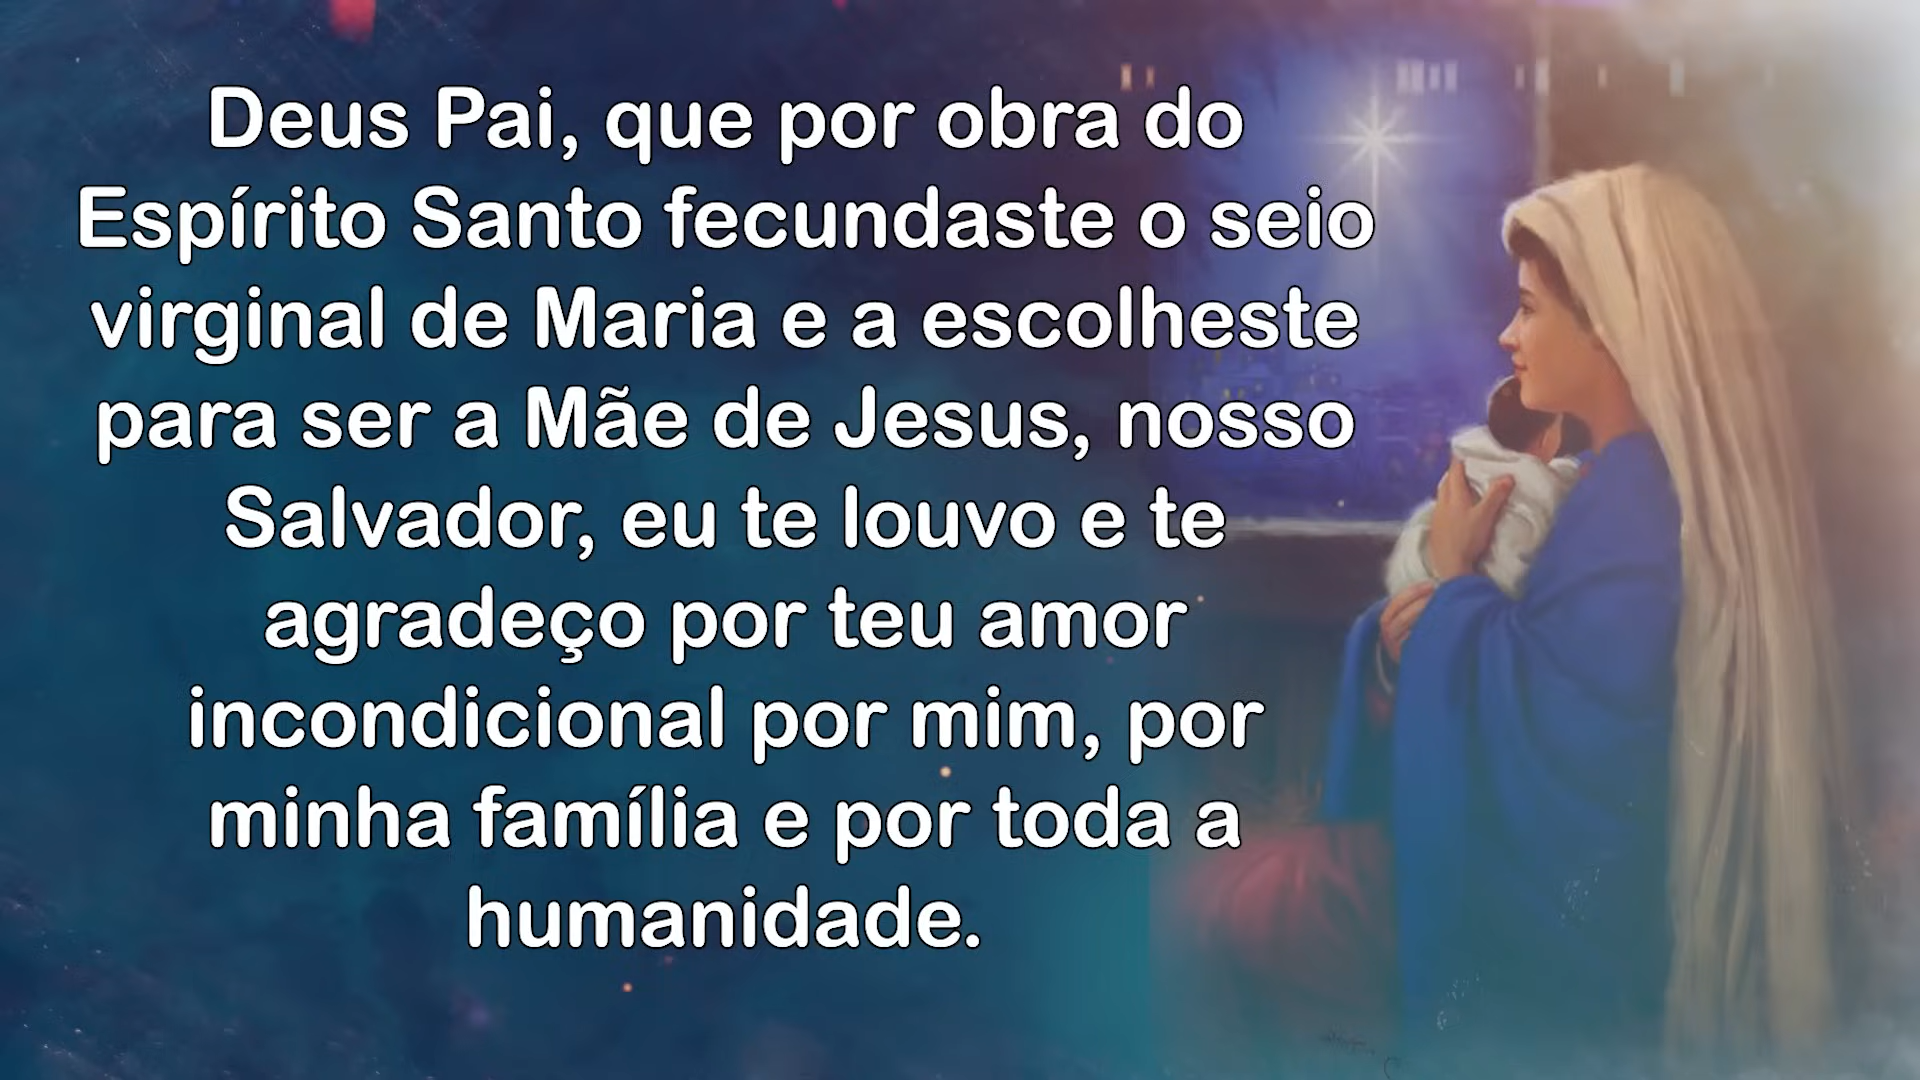 Deus Pai, que por obra do
Espírito Santo fecundaste o seio
virginal de Maria e a escolheste
para ser a Mãe de Jesus, nosso
Salvador, eu te louvo e te
agradeço por teu amor
incondicional por mim, por
minha família e por toda a
humanidade.